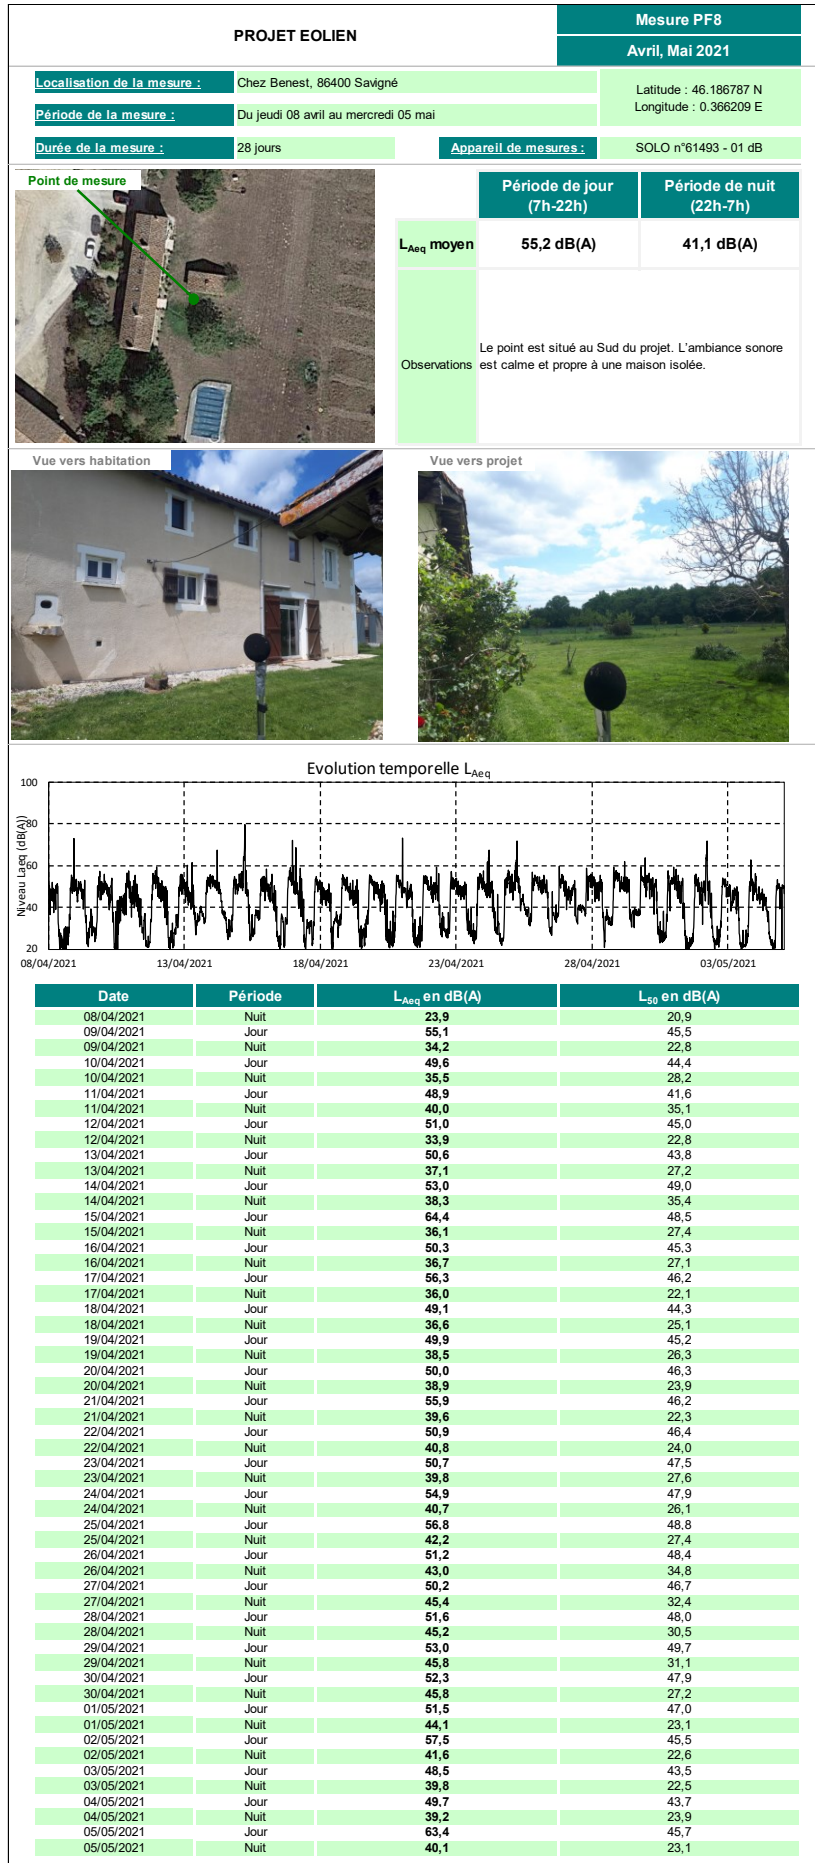 PROJET EOLIEN
Mesure PF8
Avril, Mai 2021
Localisation de la mesure : Chez Benest, 86400 Savigné
Latitude : 46.186787 N
Longitude : 0.366209 E
Période de la mesure : Du jeudi 08 avril au mercredi 05 mai
Durée de la mesure : 28 jours Appareil de mesures : SOLO n°61493 - 01 dB
Point de mesure
Période de jour (7h-22h) Période de nuit (22h-7h)
LAeq moyen 55,2 dB(A) 41,1 dB(A)
Observations Le point est situé au Sud du projet. L'ambiance sonore
est calme et propre à une maison isolée.
Vue vers habitation Vue vers projet
Evolution temporelle LAeq
Niveau Laeq (dB(A))
100
80
60
40
20
08/04/2021 13/04/2021 18/04/2021 23/04/2021 28/04/2021 03/05/2021
Date Période LAeq en dB(A) L50 en dB(A)
08/04/2021 Nuit 23,9 20,9
09/04/2021 Jour 55,1 45,5
09/04/2021 Nuit 34,2 22,8
10/04/2021 Jour 49,6 44,4
10/04/2021 Nuit 35,5 28,2
11/04/2021 Jour 48,9 41,6
11/04/2021 Nuit 40,0 35,1
12/04/2021 Jour 51,0 45,0
12/04/2021 Nuit 33,9 22,8
13/04/2021 Jour 50,6 43,8
13/04/2021 Nuit 37,1 27,2
14/04/2021 Jour 53,0 49,0
14/04/2021 Nuit 38,3 35,4
15/04/2021 Jour 64,4 48,5
15/04/2021 Nuit 36,1 27,4
16/04/2021 Jour 50,3 45,3
16/04/2021 Nuit 36,7 27,1
17/04/2021 Jour 56,3 46,2
17/04/2021 Nuit 36,0 22,1
18/04/2021 Jour 49,1 44,3
18/04/2021 Nuit 36,6 25,1
19/04/2021 Jour 49,9 45,2
19/04/2021 Nuit 38,5 26,3
20/04/2021 Jour 50,0 46,3
20/04/2021 Nuit 38,9 23,9
21/04/2021 Jour 55,9 46,2
21/04/2021 Nuit 39,6 22,3
22/04/2021 Jour 50,9 46,4
22/04/2021 Nuit 40,8 24,0
23/04/2021 Jour 50,7 47,5
23/04/2021 Nuit 39,8 27,6
24/04/2021 Jour 54,9 47,9
24/04/2021 Nuit 40,7 26,1
25/04/2021 Jour 56,8 48,8
25/04/2021 Nuit 42,2 27,4
26/04/2021 Jour 51,2 48,4
26/04/2021 Nuit 43,0 34,8
27/04/2021 Jour 50,2 46,7
27/04/2021 Nuit 45,4 32,4
28/04/2021 Jour 51,6 48,0
28/04/2021 Nuit 45,2 30,5
29/04/2021 Jour 53,0 49,7
29/04/2021 Nuit 45,8 31,1
30/04/2021 Jour 52,3 47,9
30/04/2021 Nuit 45,8 27,2
01/05/2021 Jour 51,5 47,0
01/05/2021 Nuit 44,1 23,1
02/05/2021 Jour 57,5 45,5
02/05/2021 Nuit 41,6 22,6
03/05/2021 Jour 48,5 43,5
03/05/2021 Nuit 39,8 22,5
04/05/2021 Jour 49,7 43,7
04/05/2021 Nuit 39,2 23,9
05/05/2021 Jour 63,4 45,7
05/05/2021 Nuit 40,1 23,1